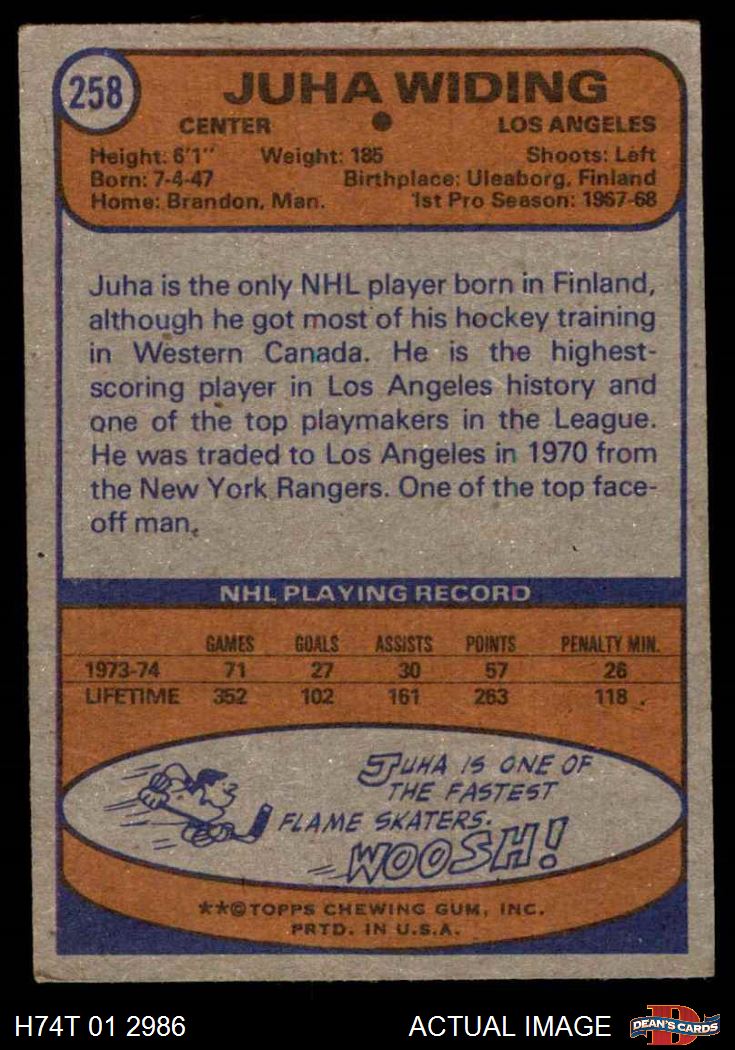 258
JUHA WIDING
CENTER • LOS ANGELES
Height: 6'1" Weight: 185 Shoots: Left
Born: 7-4-47 Birthplace: Uleaborg, Finland
Home: Brandon, Man. 1st Pro Season: 1967-68
Juha is the only NHL player born in Finland,
although he got most of his hockey training
in Western Canada. He is the highest-
scoring player in Los Angeles history and
one of the top playmakers in the League.
He was traded to Los Angeles in 1970 from
the New York Rangers. One of the top face-
off man.
NHL PLAYING RECORD
GAMES GOALS ASSISTS POINTS PENALTY MIN.
1973-74 71 27 30 57 26
LIFETIME 352 102 161 263 118
JUHA IS ONE OF
THE FASTEST
FLAME SKATERS.
WOOSH!
**©TOPPS CHEWING GUM, INC.
PRTD. IN U.S.A.
H74T 01 2986 ACTUAL IMAGE
D
DEAN'S CARDS